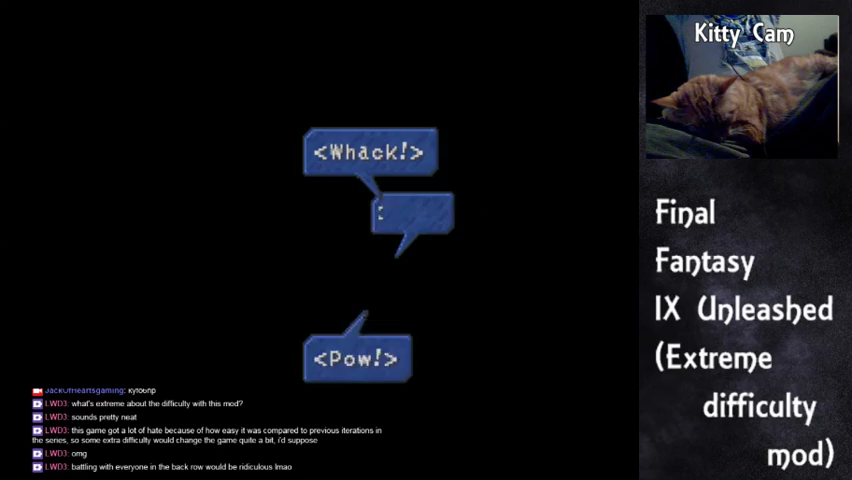 Kitty Cam
<Whack!>
<Pow!>
Final
Fantasy
IX Unleashed
(Extreme
difficulty
mod)
JackOfHeartsgaming:
LWD3: what's extreme about the difficulty with this mod?
LWD3: sounds pretty neat
LWD3: this game got a lot of hate because of how easy it was compared to previous iterations in
the series, so some extra difficulty would change the game quite a bit, i'd suppose
LWD3: omg
LWD3: battling with everyone in the back row would be ridiculous lmao